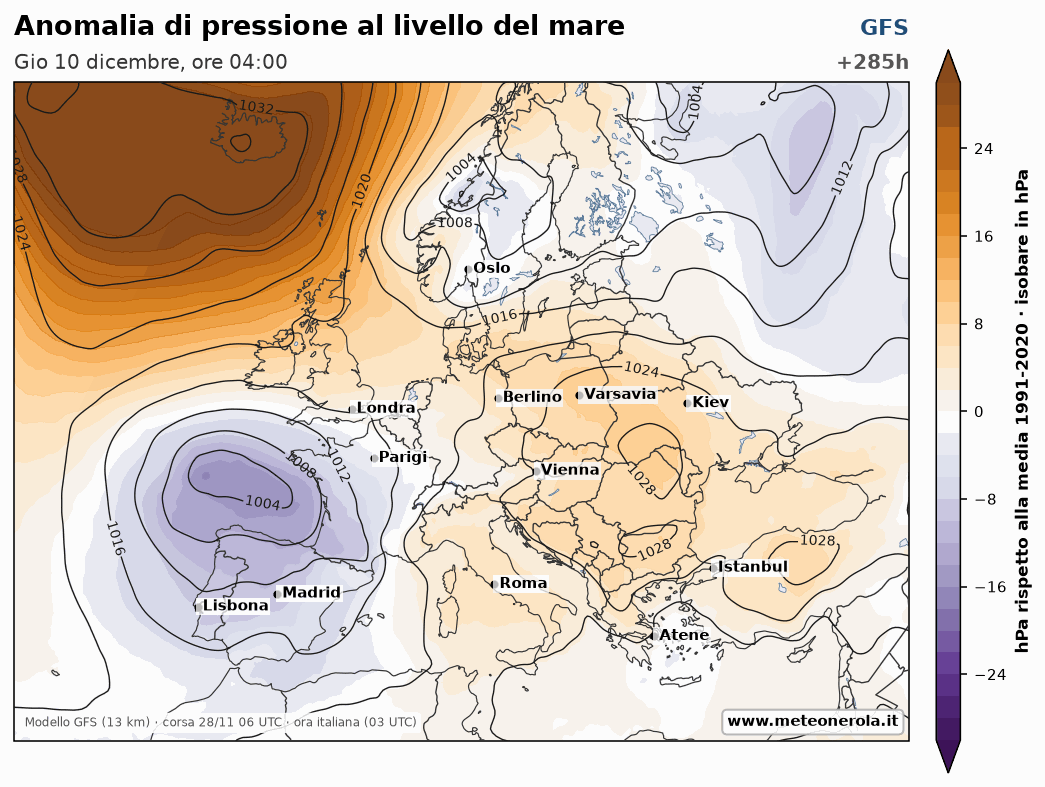 Anomalia di pressione al livello del mare
GFS
Gio 10 dicembre, ore 04:00
+285h
1032
1004
1028
1004
1012
1020
1024
1008
Oslo
1016
1024
Berlino
Varsavia
Kiev
Londra
Parigi
1008
1012
Vienna
1028
1004
1016
1028
1028
Istanbul
Roma
Madrid
Lisbona
Atene
Modello GFS (13 km) · corsa 28/11 06 UTC · ora italiana (03 UTC)
www.meteonerola.it
24
16
8
0
−8
−16
−24
hPa rispetto alla media 1991-2020 · isobare in hPa